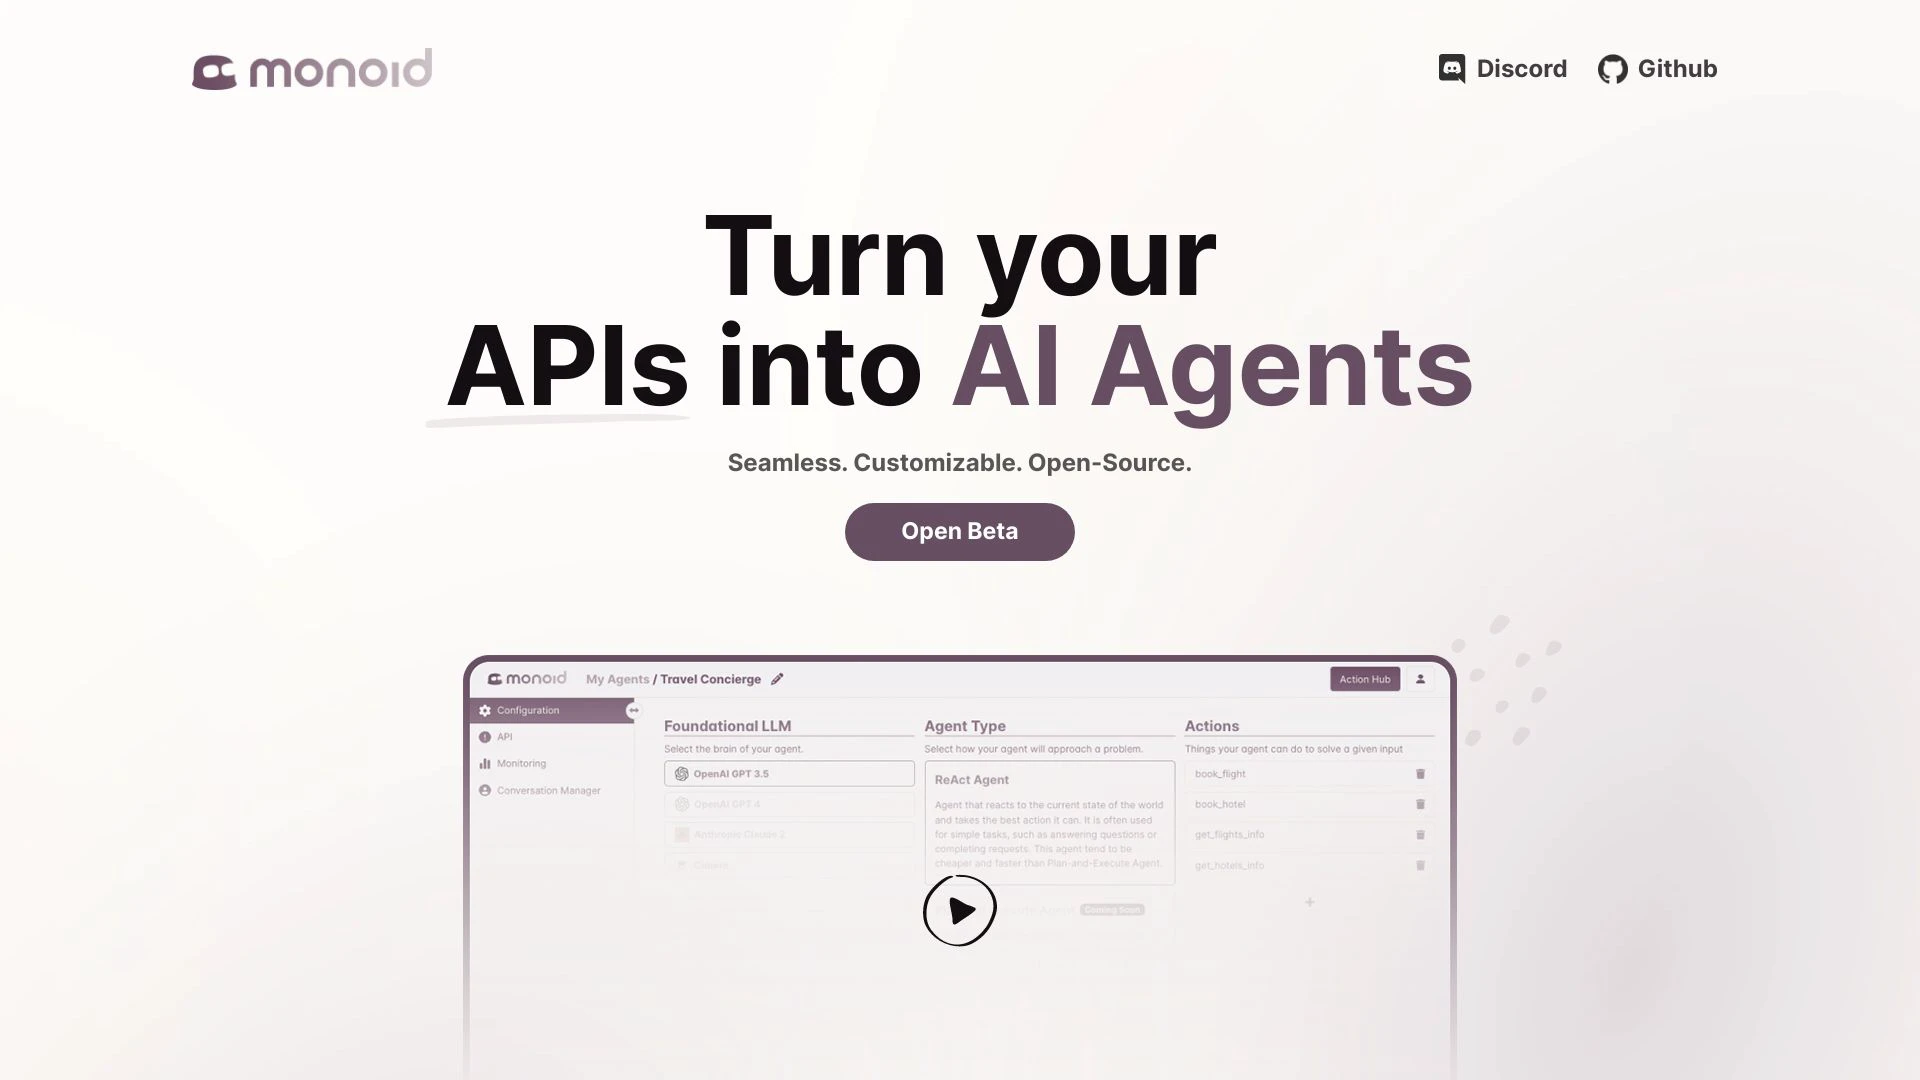 monoid
Discord
Github
Turn your
APIs into AI Agents
Seamless. Customizable. Open-Source.
Open Beta
monoid
My Agents / Travel Concierge
Action Hub
Configuration
API
Monitoring
Conversation Manager
Foundational LLM
Select the brain of your agent.
OpenAI GPT 3.5
OpenAI GPT 4
Anthropic Claude 2
Agent Type
Select how your agent will approach a problem.
ReAct Agent
Agent that reacts to the current state of the world
and takes the best action it can. It is often used
for simple tasks, such as answering questions or
completing requests. This agent tend to be
cheaper and faster than Plan-and-Execute Agent.
Agent
Coming Soon
Actions
Things your agent can do to solve a given input
book_flight
book_hotel
get_flights_info
get_hotels_info